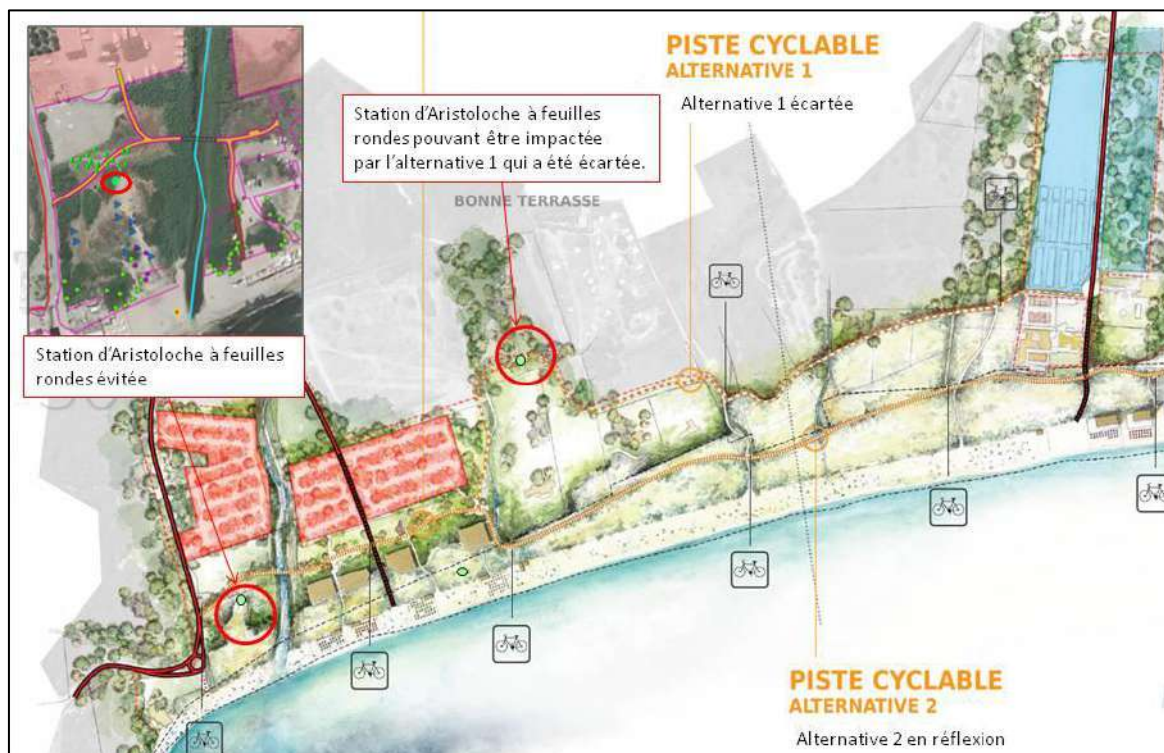 PISTE CYCLABLE
ALTERNATIVE 1
Alternative 1 écartée
Station d'Aristoloche à feuilles
rondes pouvant être impactée
par l'alternative 1 qui a été écartée.
BONNE TERRASSE
Station d'Aristoloche à feuilles
rondes évitée
PISTE CYCLABLE
ALTERNATIVE 2
Alternative 2 en réflexion